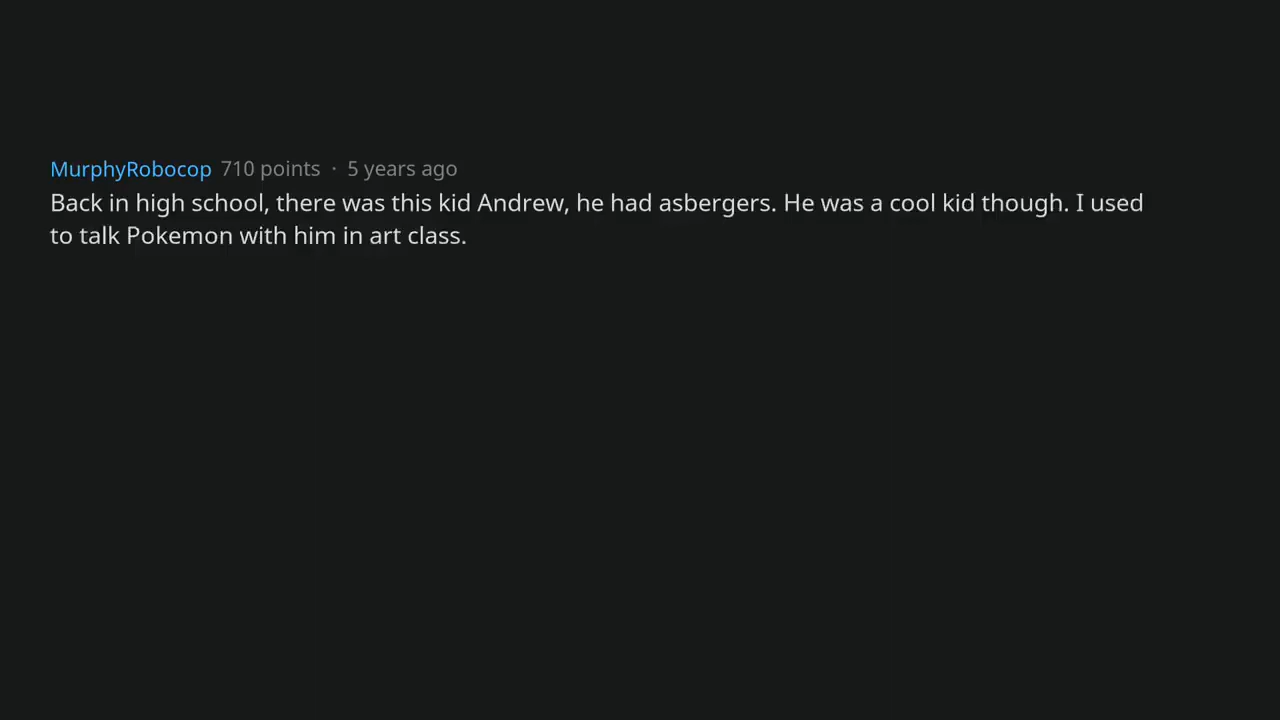 MurphyRobocop 710 points · 5 years ago
Back in high school, there was this kid Andrew, he had asbergers. He was a cool kid though. I used
to talk Pokemon with him in art class.